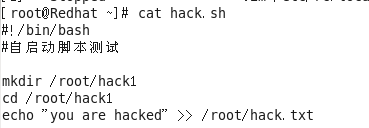 [root@Redhat ~]# cat hack.sh
#!/bin/bash
#自启动脚本测试
mkdir /root/hack1
cd /root/hack1
echo "you are hacked" >> /root/hack.txt